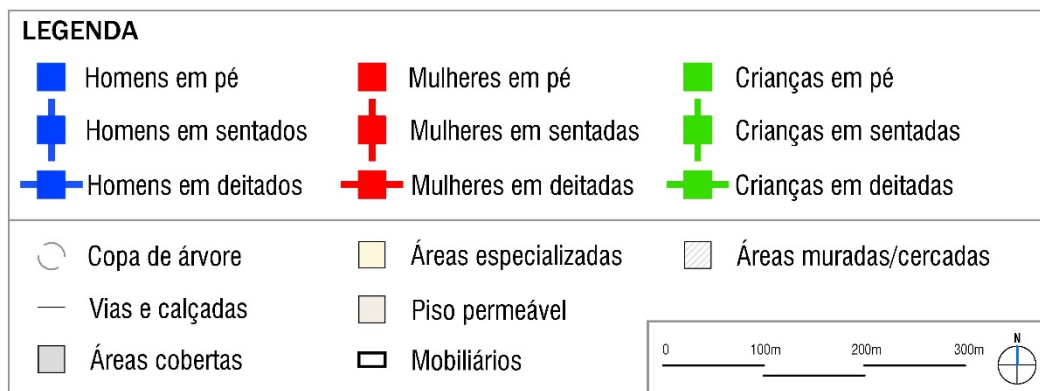 LEGENDA
Homens em pé
Mulheres em pé
Crianças em pé
Homens em sentados
Mulheres em sentadas
Crianças em sentadas
Homens em deitados
Mulheres em deitadas
Crianças em deitadas
Copa de árvore
Áreas especializadas
Áreas muradas/cercadas
Vias e calçadas
Piso permeável
Áreas cobertas
Mobiliários
0 100m 200m 300m
N